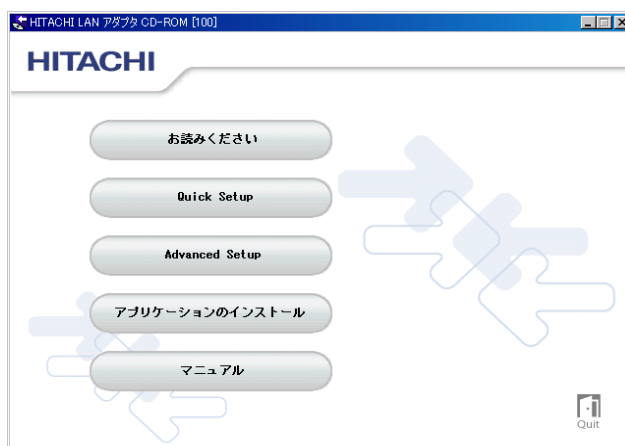 HITACHI LAN アダプタ CD-ROM [100]
HITACHI
お読みください
Quick Setup
Advanced Setup
アプリケーションのインストール
マニュアル
Quit